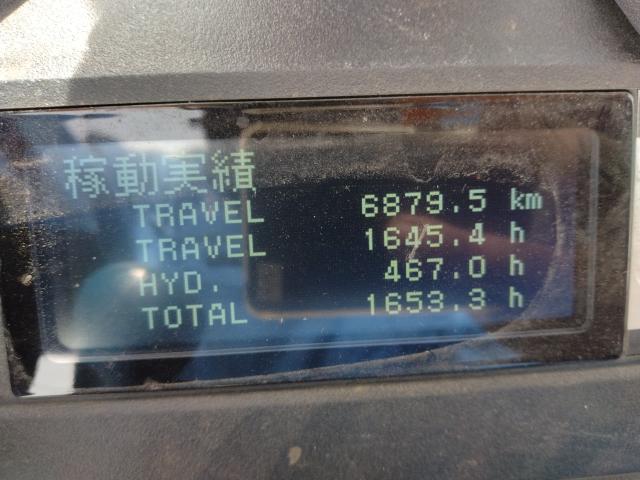 稼動実績
TRAVEL 6879.5 km
TRAVEL 1645.4 h
HYD. 467.0 h
TOTAL 1653.3 h